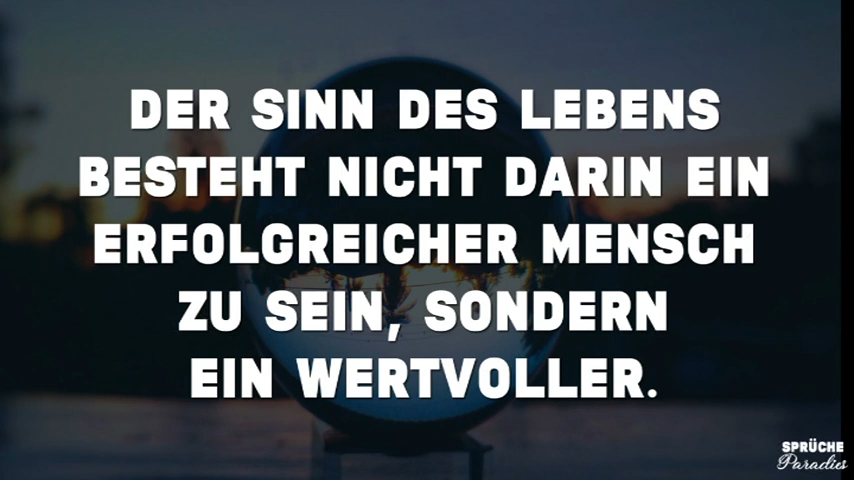 DER SINN DES LEBENS
BESTEHT NICHT DARIN EIN
ERFOLGREICHER MENSCH
ZU SEIN, SONDERN
EIN WERTVOLLER.
SPRÜCHE
Paradies